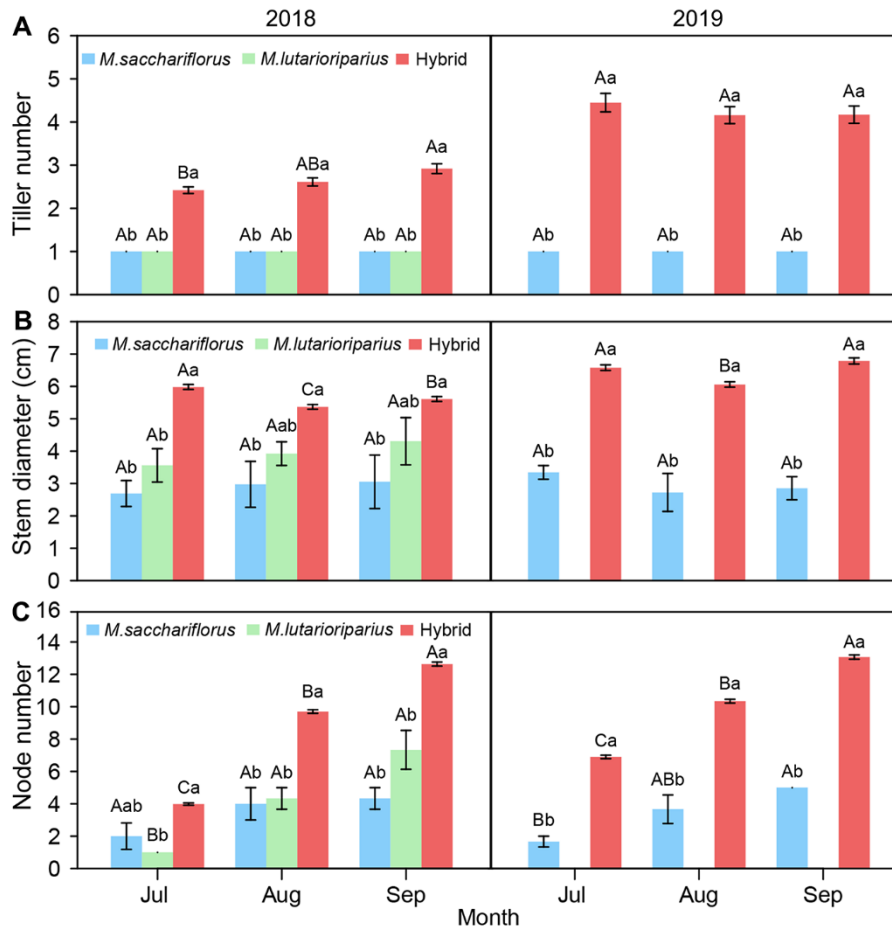 2018 2019
A
6
5
4
3
2
1
0
Tiller number
M.sacchariflorus M.lutarioriparius Hybrid
Ab Ab Ba Ab Ab ABa Ab Ab Aa
Ab Aa Ab Aa Ab Aa
B
8
7
6
5
4
3
2
1
0
Stem diameter (cm)
M.sacchariflorus M.lutarioriparius Hybrid
Ab Ab Aa Ab Aab Ca Ab Aab Ba
Ab Aa Ab Ba Ab Aa
C
16
14
12
10
8
6
4
2
0
Node number
M.sacchariflorus M.lutarioriparius Hybrid
Aab Bb Ca Ab Ab Ba Ab Ab Aa
Bb Ca ABb Ba Ab Aa
Jul Aug Sep Jul Aug Sep
Month